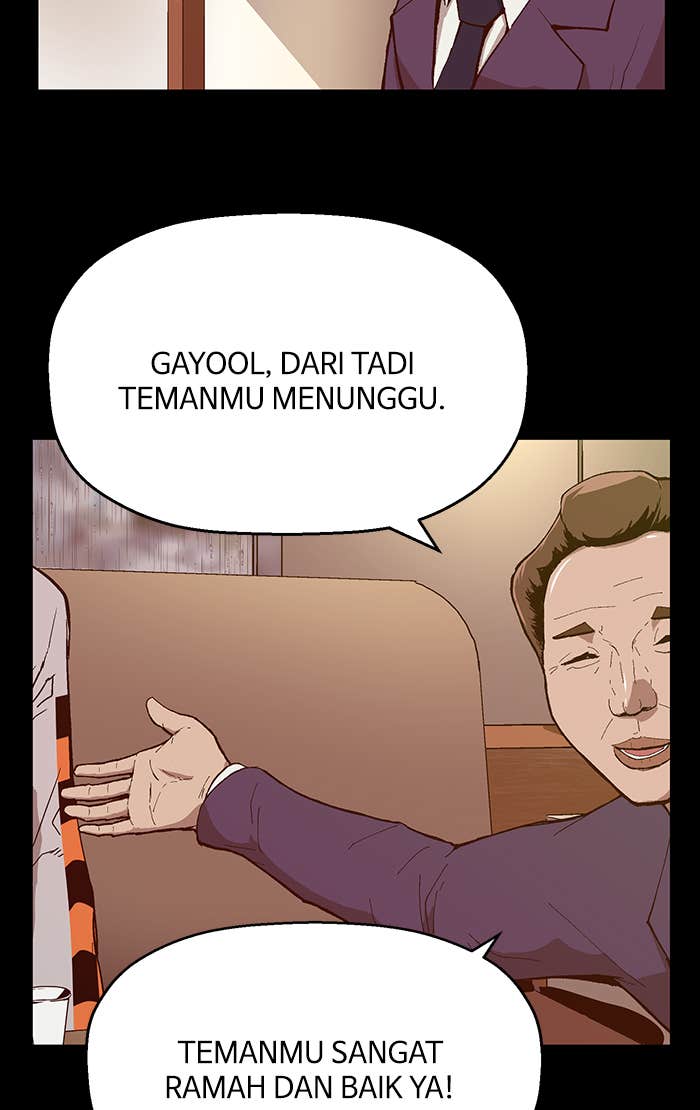 GAYOOL, DARI TADI
TEMANMU MENUNGGU.
TEMANMU SANGAT
RAMAH DAN BAIK YA!